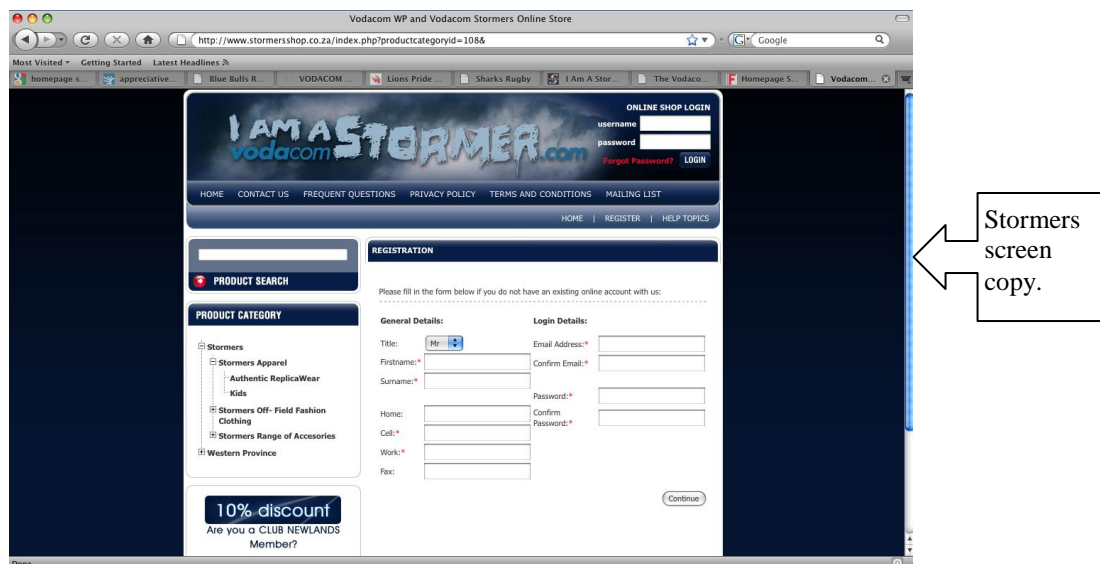 Vodacom WP and Vodacom Stormers Online Store
http://www.stormersshop.co.za/index.php?productcategoryid=108&
Google
Most Visited Getting Started Latest Headlines
homepage s... appreciative... Blue Bulls R... VODACOM ... Lions Pride ... Sharks Rugby I Am A Stor... The Vodaco... Homepage S... Vodacom...
I AM A STORMER.com
vodacom
ONLINE SHOP LOGIN
username
password
Forgot Password? LOGIN
HOME CONTACT US FREQUENT QUESTIONS PRIVACY POLICY TERMS AND CONDITIONS MAILING LIST
HOME | REGISTER | HELP TOPICS
PRODUCT SEARCH
PRODUCT CATEGORY
Stormers
Stormers Apparel
Authentic ReplicaWear
Kids
Stormers Off- Field Fashion
Clothing
Stormers Range of Accesories
Western Province
10% discount
Are you a CLUB NEWLANDS
Member?
REGISTRATION
Please fill in the form below if you do not have an existing online account with us:
General Details:
Title: Mr
Firstname:*
Surname:*
Home:
Cell:*
Work:*
Fax:
Login Details:
Email Address:*
Confirm Email:*
Password:*
Confirm
Password:*
Continue
Done
Stormers
screen
copy.